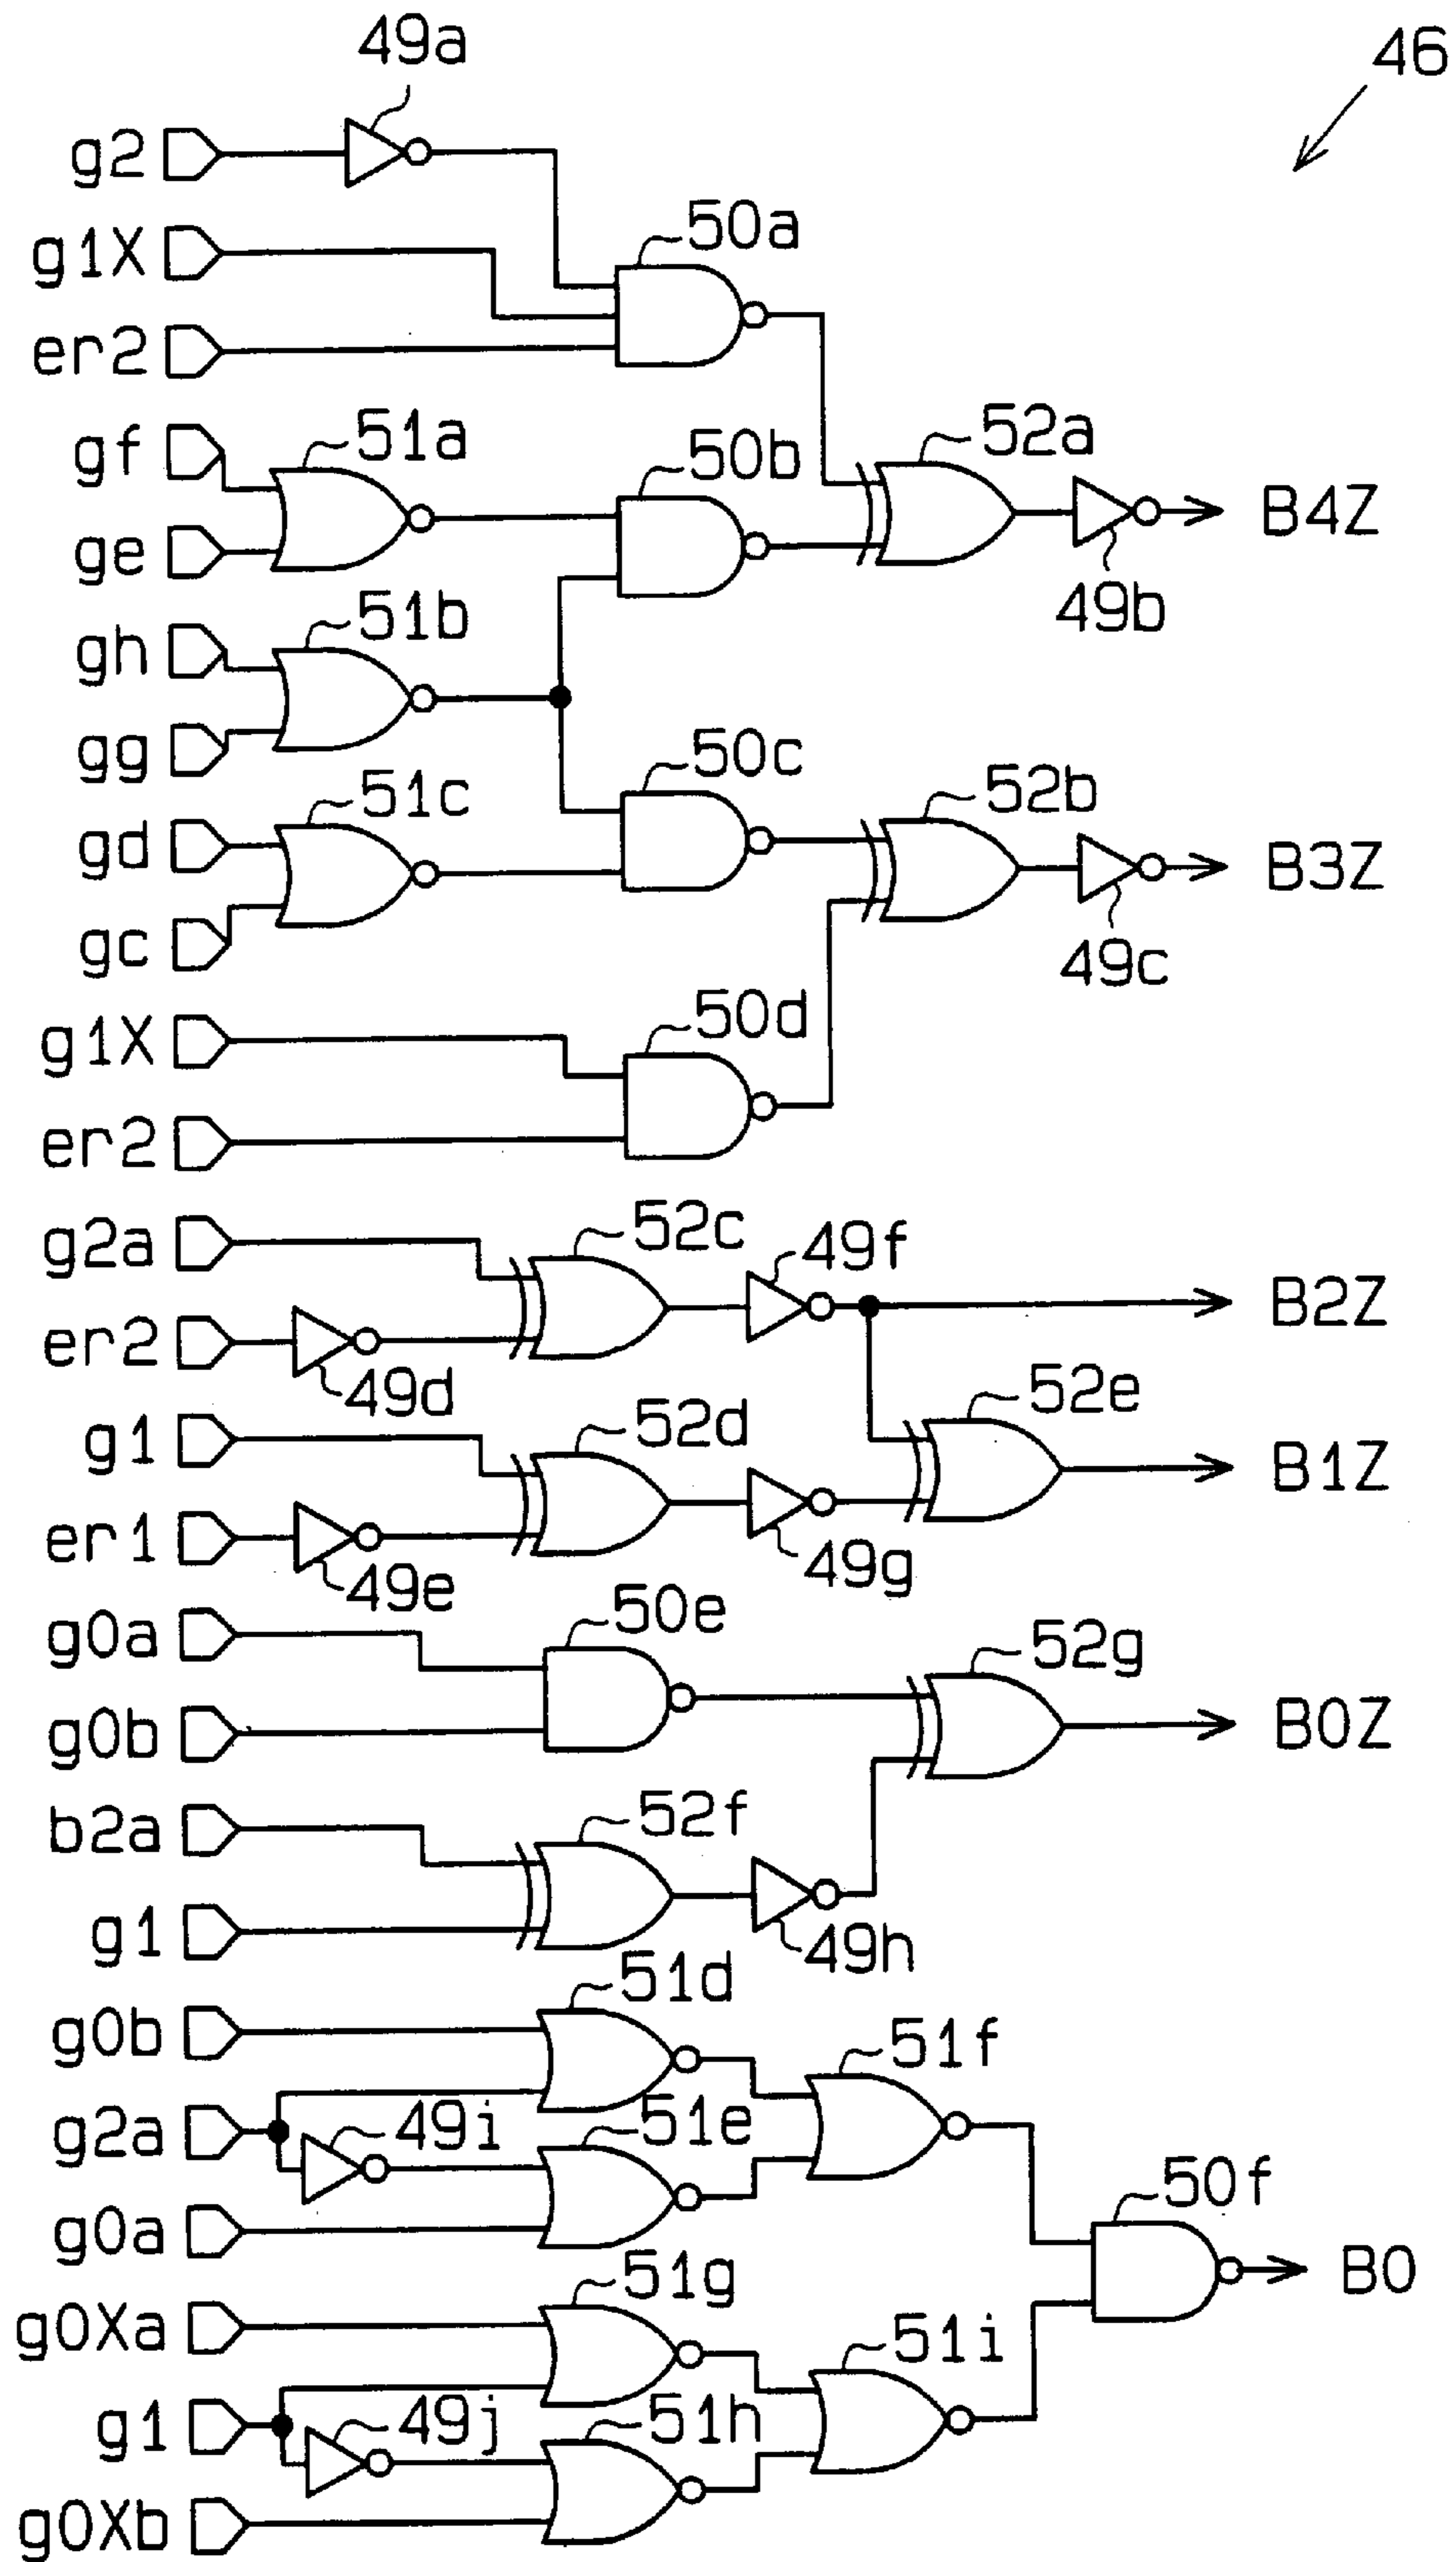 49a
46
g2
50a
g1X
er2
gf
51a
50b
52a
B4Z
ge
49b
gh
51b
gg
50c
52b
51c
gd
B3Z
gc
49c
50d
g1X
er2
g2a
52c
49f
B2Z
er2
49d
52e
g1
52d
B1Z
er1
49e
49g
50e
g0a
52g
g0b
B0Z
b2a
52f
g1
49h
51d
g0b
51f
g2a
49i
51e
50f
g0a
B0
51g
g0Xa
51i
g1
49j
51h
g0Xb